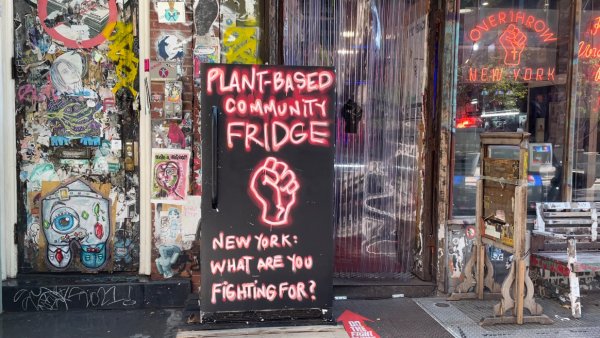 PLANT-BASED
COMMUNITY
FRIDGE
NEW YORK:
WHAT ARE YOU
FIGHTING FOR?
OVERTHROW
NEW YORK